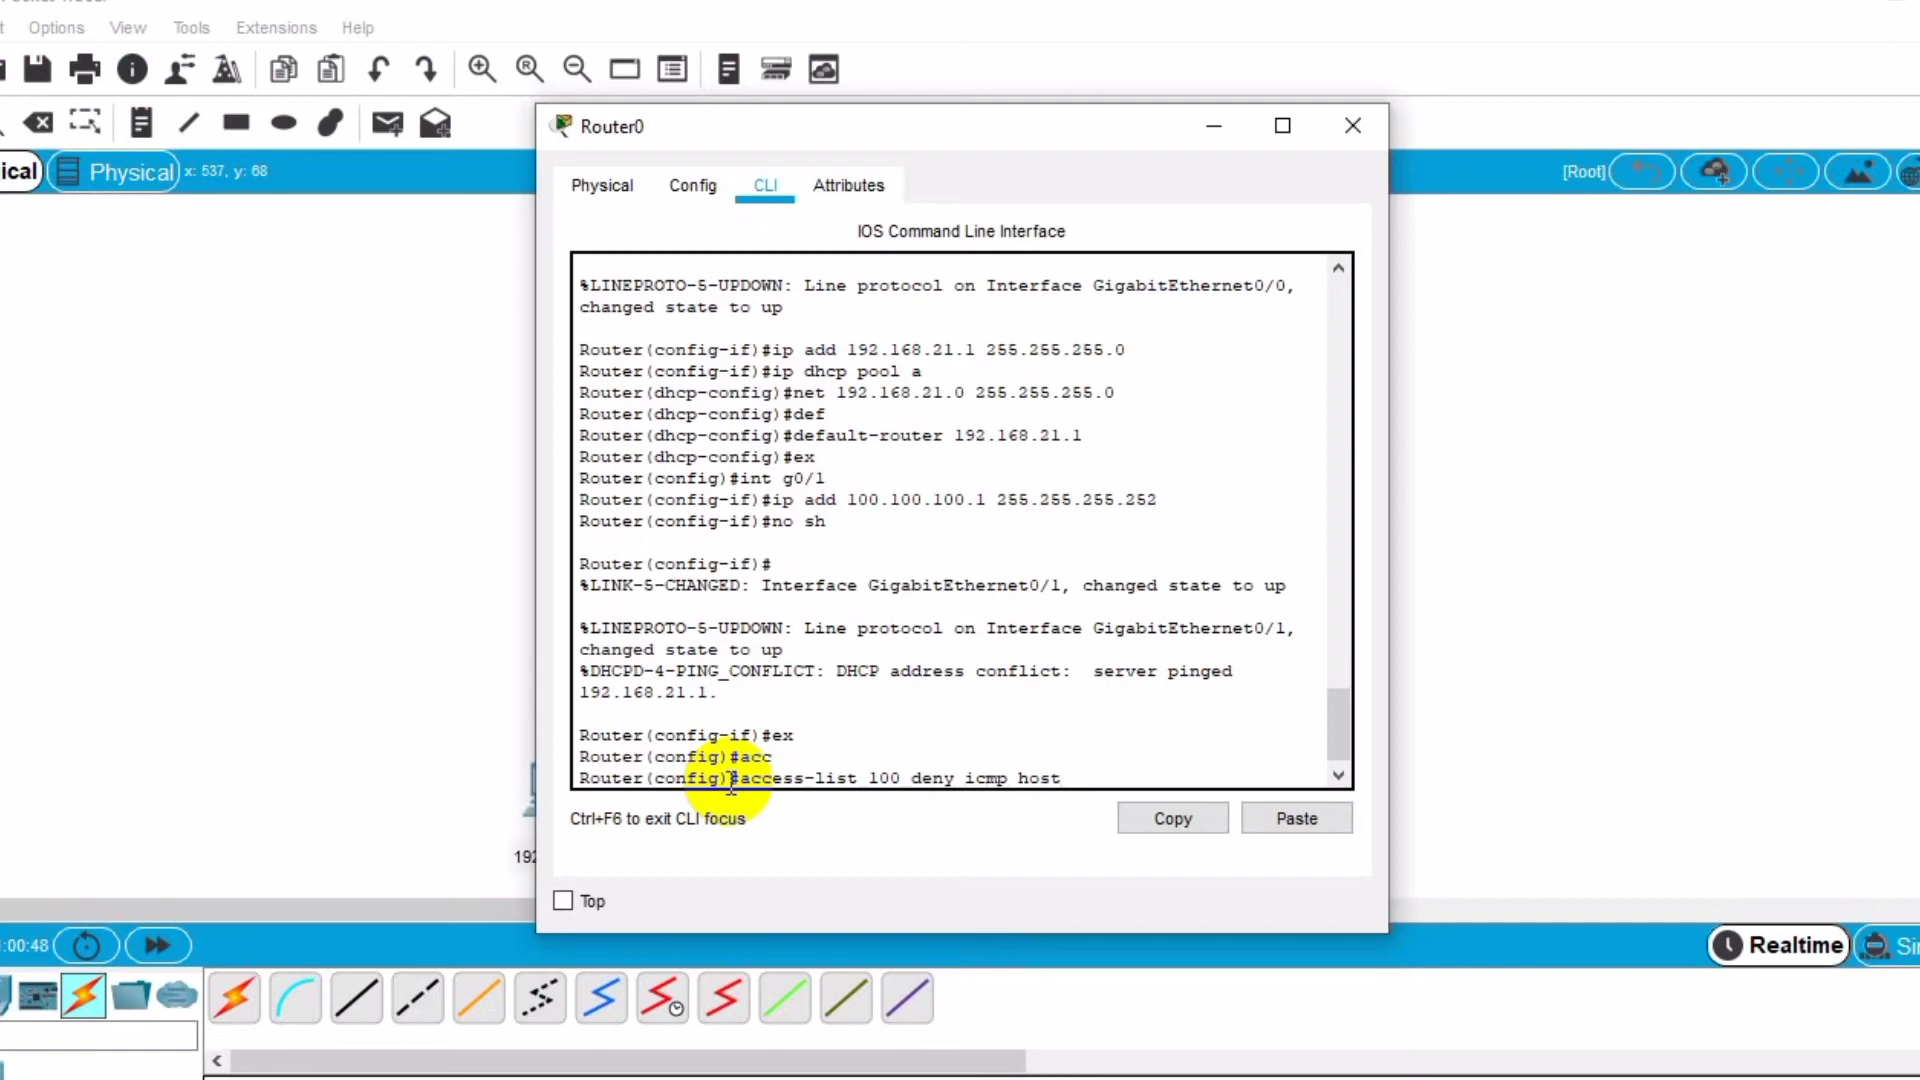 Options View Tools Extensions Help
Router0
ical Physical x: 537, y: 68 [Root]
Physical Config CLI Attributes
IOS Command Line Interface
%LINEPROTO-5-UPDOWN: Line protocol on Interface GigabitEthernet0/0,
changed state to up
Router(config-if)#ip add 192.168.21.1 255.255.255.0
Router(config-if)#ip dhcp pool a
Router(dhcp-config)#net 192.168.21.0 255.255.255.0
Router(dhcp-config)#def
Router(dhcp-config)#default-router 192.168.21.1
Router(dhcp-config)#ex
Router(config)#int g0/1
Router(config-if)#ip add 100.100.100.1 255.255.255.252
Router(config-if)#no sh
Router(config-if)#
%LINK-5-CHANGED: Interface GigabitEthernet0/1, changed state to up
%LINEPROTO-5-UPDOWN: Line protocol on Interface GigabitEthernet0/1,
changed state to up
%DHCPD-4-PING_CONFLICT: DHCP address conflict: server pinged
192.168.21.1.
Router(config-if)#ex
Router(config)#acc
Router(config)#access-list 100 deny icmp host
Ctrl+F6 to exit CLI focus Copy Paste
192
Top
:00:48 Realtime Sir